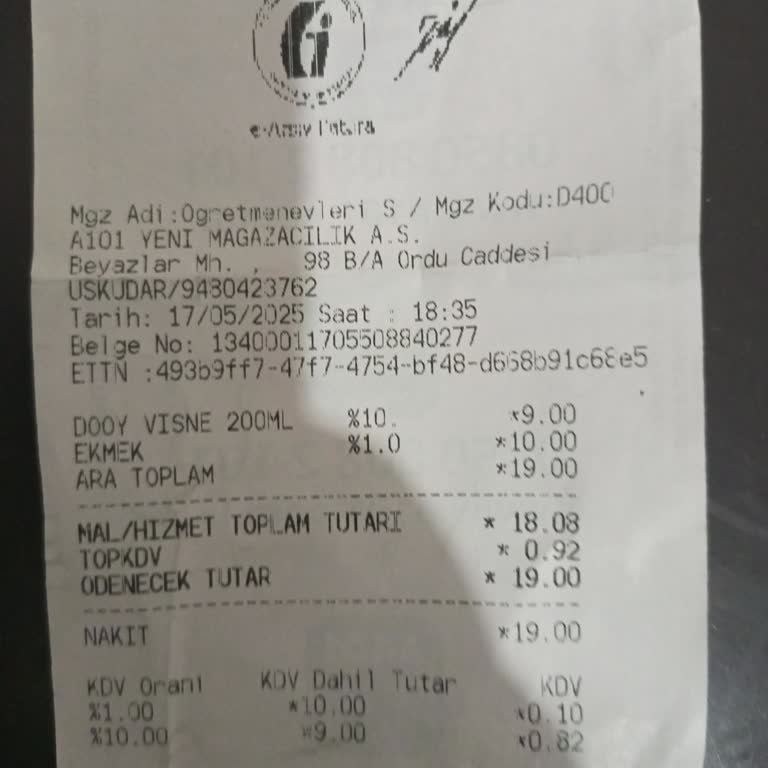 e-Arşiv Fatura
Mgz Adi:Ogretmenevleri S / Mgz Kodu:D400
A101 YENI MAGAZACILIK A.S.
Beyazlar Mh. , 98 B/A Ordu Caddesi
USKUDAR/9480423762
Tarih: 17/05/2025 Saat : 18:35
Belge No: 13400011705508840277
ETTN :493b9ff7-47f7-4754-bf48-d668b91c68e5
DOOY VISNE 200ML %10. *9.00
EKMEK %1.0 *10.00
ARA TOPLAM *19.00
MAL/HIZMET TOPLAM TUTARI * 18.08
TOPKDV * 0.92
ODENECEK TUTAR * 19.00
NAKIT *19.00
KDV Orani KDV Dahil Tutar KDV
%1.00 *10.00 *0.10
%10.00 *9.00 *0.82